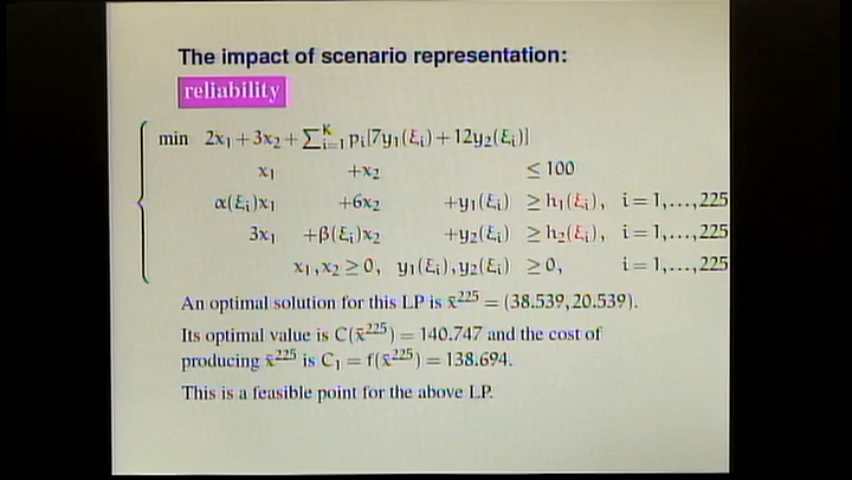 The impact of scenario representation:
reliability
min 2x₁ + 3x₂ + ∑ᵢ₌₁ᴷ pᵢ[7y₁(ξᵢ) + 12y₂(ξᵢ)]
x₁ +x₂ ≤ 100
α(ξᵢ)x₁ +6x₂ +y₁(ξᵢ) ≥ h₁(ξᵢ), i = 1,…,225
3x₁ +β(ξᵢ)x₂ +y₂(ξᵢ) ≥ h₂(ξᵢ), i = 1,…,225
x₁,x₂ ≥ 0, y₁(ξᵢ),y₂(ξᵢ) ≥ 0, i = 1,…,225
An optimal solution for this LP is x̄²²⁵ = (38.539,20.539).
Its optimal value is C(x̄²²⁵) = 140.747 and the cost of
producing x̄²²⁵ is C₁ = f(x̄²²⁵) = 138.694.
This is a feasible point for the above LP.